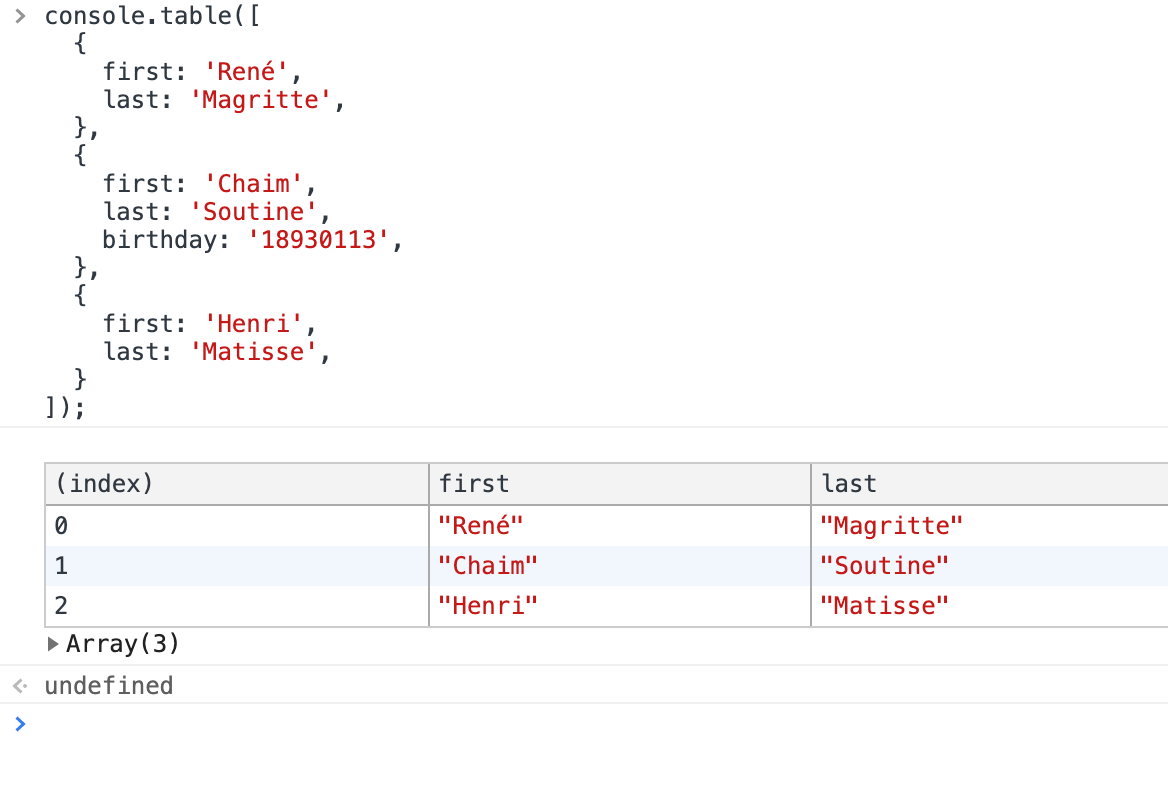 console.table([
  {
    first: 'René',
    last: 'Magritte',
  },
  {
    first: 'Chaim',
    last: 'Soutine',
    birthday: '18930113',
  },
  {
    first: 'Henri',
    last: 'Matisse',
  }
]);
(index) first last
0 "René" "Magritte"
1 "Chaim" "Soutine"
2 "Henri" "Matisse"
Array(3)
undefined